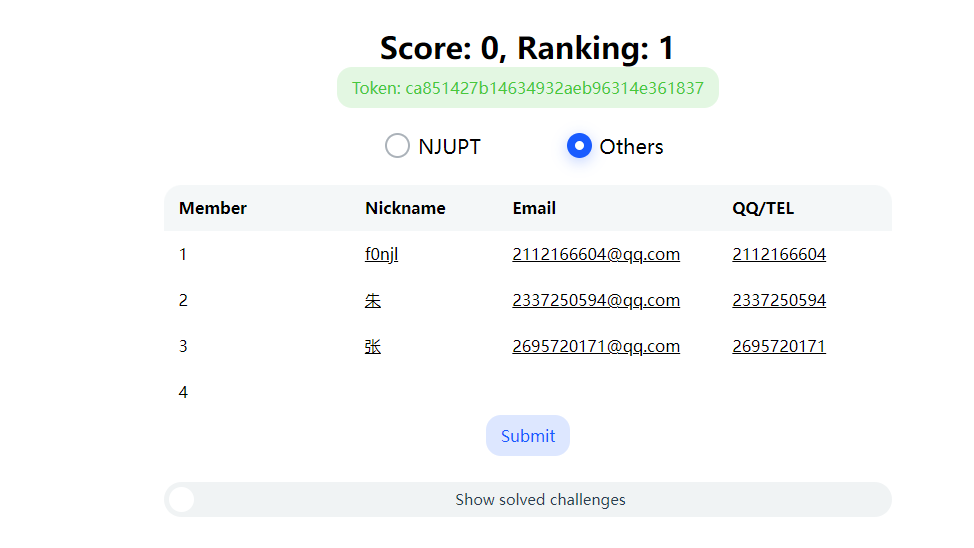 Score: 0, Ranking: 1
Token: ca851427b14634932aeb96314e361837
NJUPT Others
Member Nickname Email QQ/TEL
1 f0njl 2112166604@qq.com 2112166604
2 朱 2337250594@qq.com 2337250594
3 张 2695720171@qq.com 2695720171
4
Submit
Show solved challenges